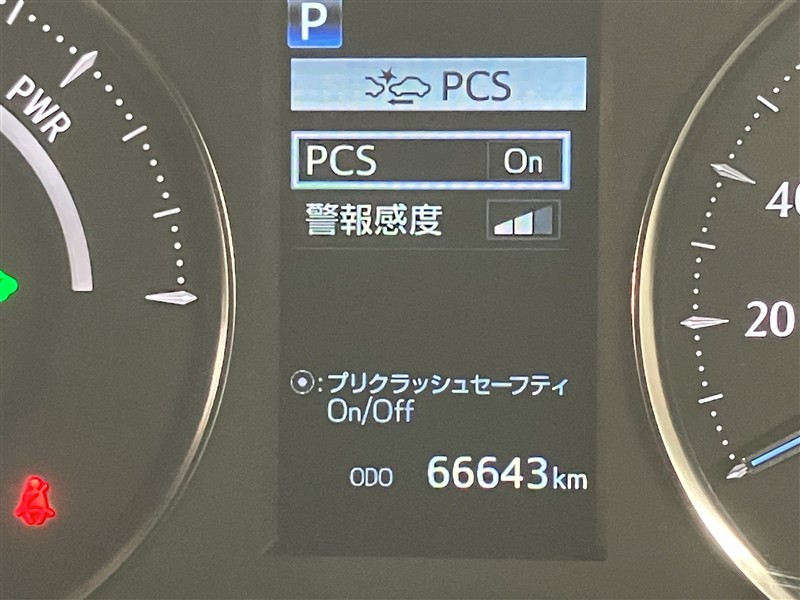 P
PWR
PCS
PCS On
警報感度
40
20
⦿:プリクラッシュセーフティ
On/Off
ODO 66643km